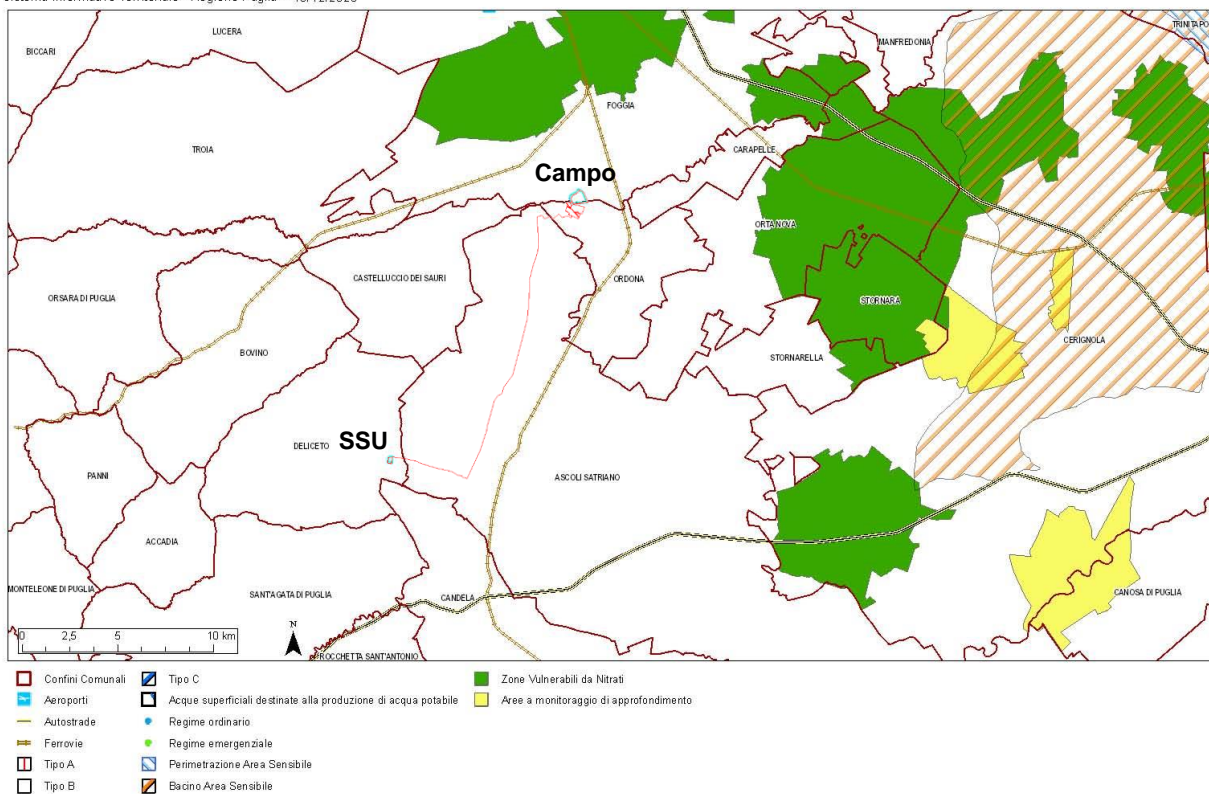 LUCERA
BICCARI
MANFREDONIA
FOGGIA
TROIA
CARAPELLE
Campo
ORTA NOVA
CASTELLUCCIO DEI SAURI
ORDONA
ORSARA DI PUGLIA
STORNARA
BOVINO
CERIGNOLA
STORNARELLA
DELICETO
SSU
PANNI
ASCOLI SATRIANO
ACCADIA
MONTELEONE DI PUGLIA
SANT'AGATA DI PUGLIA
CANDELA
CANOSA DI PUGLIA
0 2,5 5 10 km
N
ROCCHETTA SANT'ANTONIO
Confini Comunali
Aeroporti
Autostrade
Ferrovie
Tipo A
Tipo B
Tipo C
Acque superficiali destinate alla produzione di acqua potabile
Regime ordinario
Regime emergenziale
Perimetrazione Area Sensibile
Bacino Area Sensibile
Zone Vulnerabili da Nitrati
Aree a monitoraggio di approfondimento